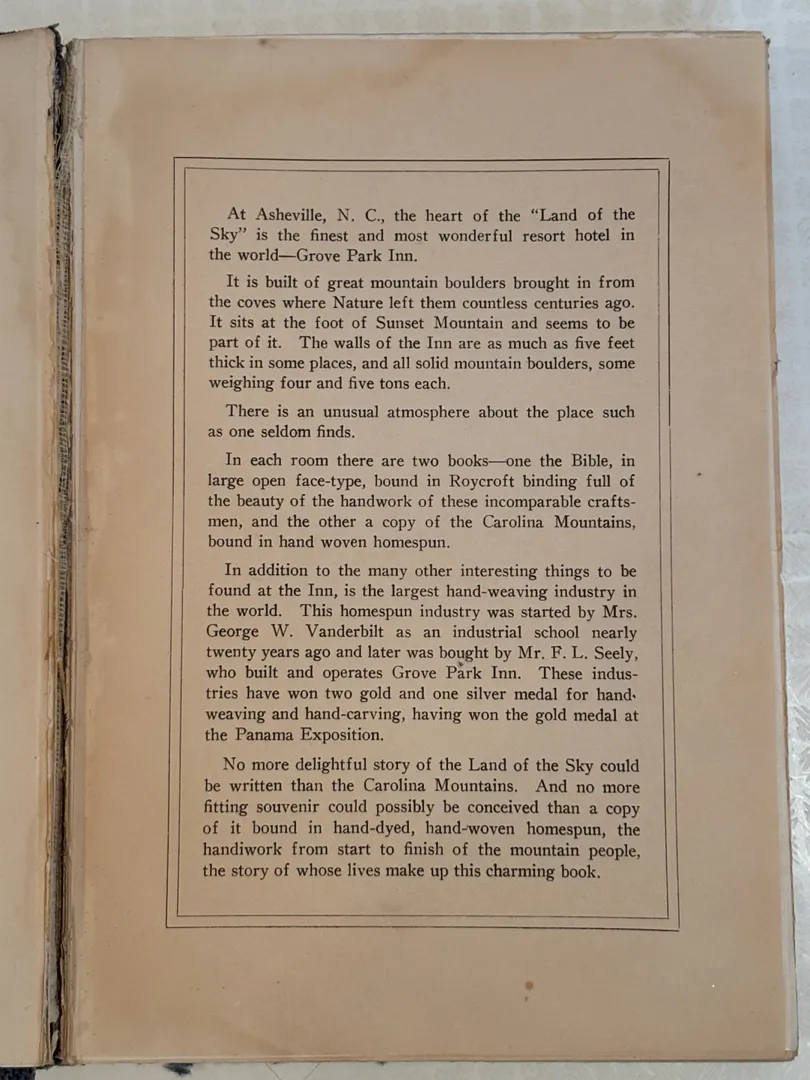 At Asheville, N. C., the heart of the “Land of the
Sky” is the finest and most wonderful resort hotel in
the world—Grove Park Inn.
It is built of great mountain boulders brought in from
the coves where Nature left them countless centuries ago.
It sits at the foot of Sunset Mountain and seems to be
part of it. The walls of the Inn are as much as five feet
thick in some places, and all solid mountain boulders, some
weighing four and five tons each.
There is an unusual atmosphere about the place such
as one seldom finds.
In each room there are two books—one the Bible, in
large open face-type, bound in Roycroft binding full of
the beauty of the handwork of these incomparable crafts-
men, and the other a copy of the Carolina Mountains,
bound in hand woven homespun.
In addition to the many other interesting things to be
found at the Inn, is the largest hand-weaving industry in
the world. This homespun industry was started by Mrs.
George W. Vanderbilt as an industrial school nearly
twenty years ago and later was bought by Mr. F. L. Seely,
who built and operates Grove Park Inn. These indus-
tries have won two gold and one silver medal for hand-
weaving and hand-carving, having won the gold medal at
the Panama Exposition.
No more delightful story of the Land of the Sky could
be written than the Carolina Mountains. And no more
fitting souvenir could possibly be conceived than a copy
of it bound in hand-dyed, hand-woven homespun, the
handiwork from start to finish of the mountain people,
the story of whose lives make up this charming book.